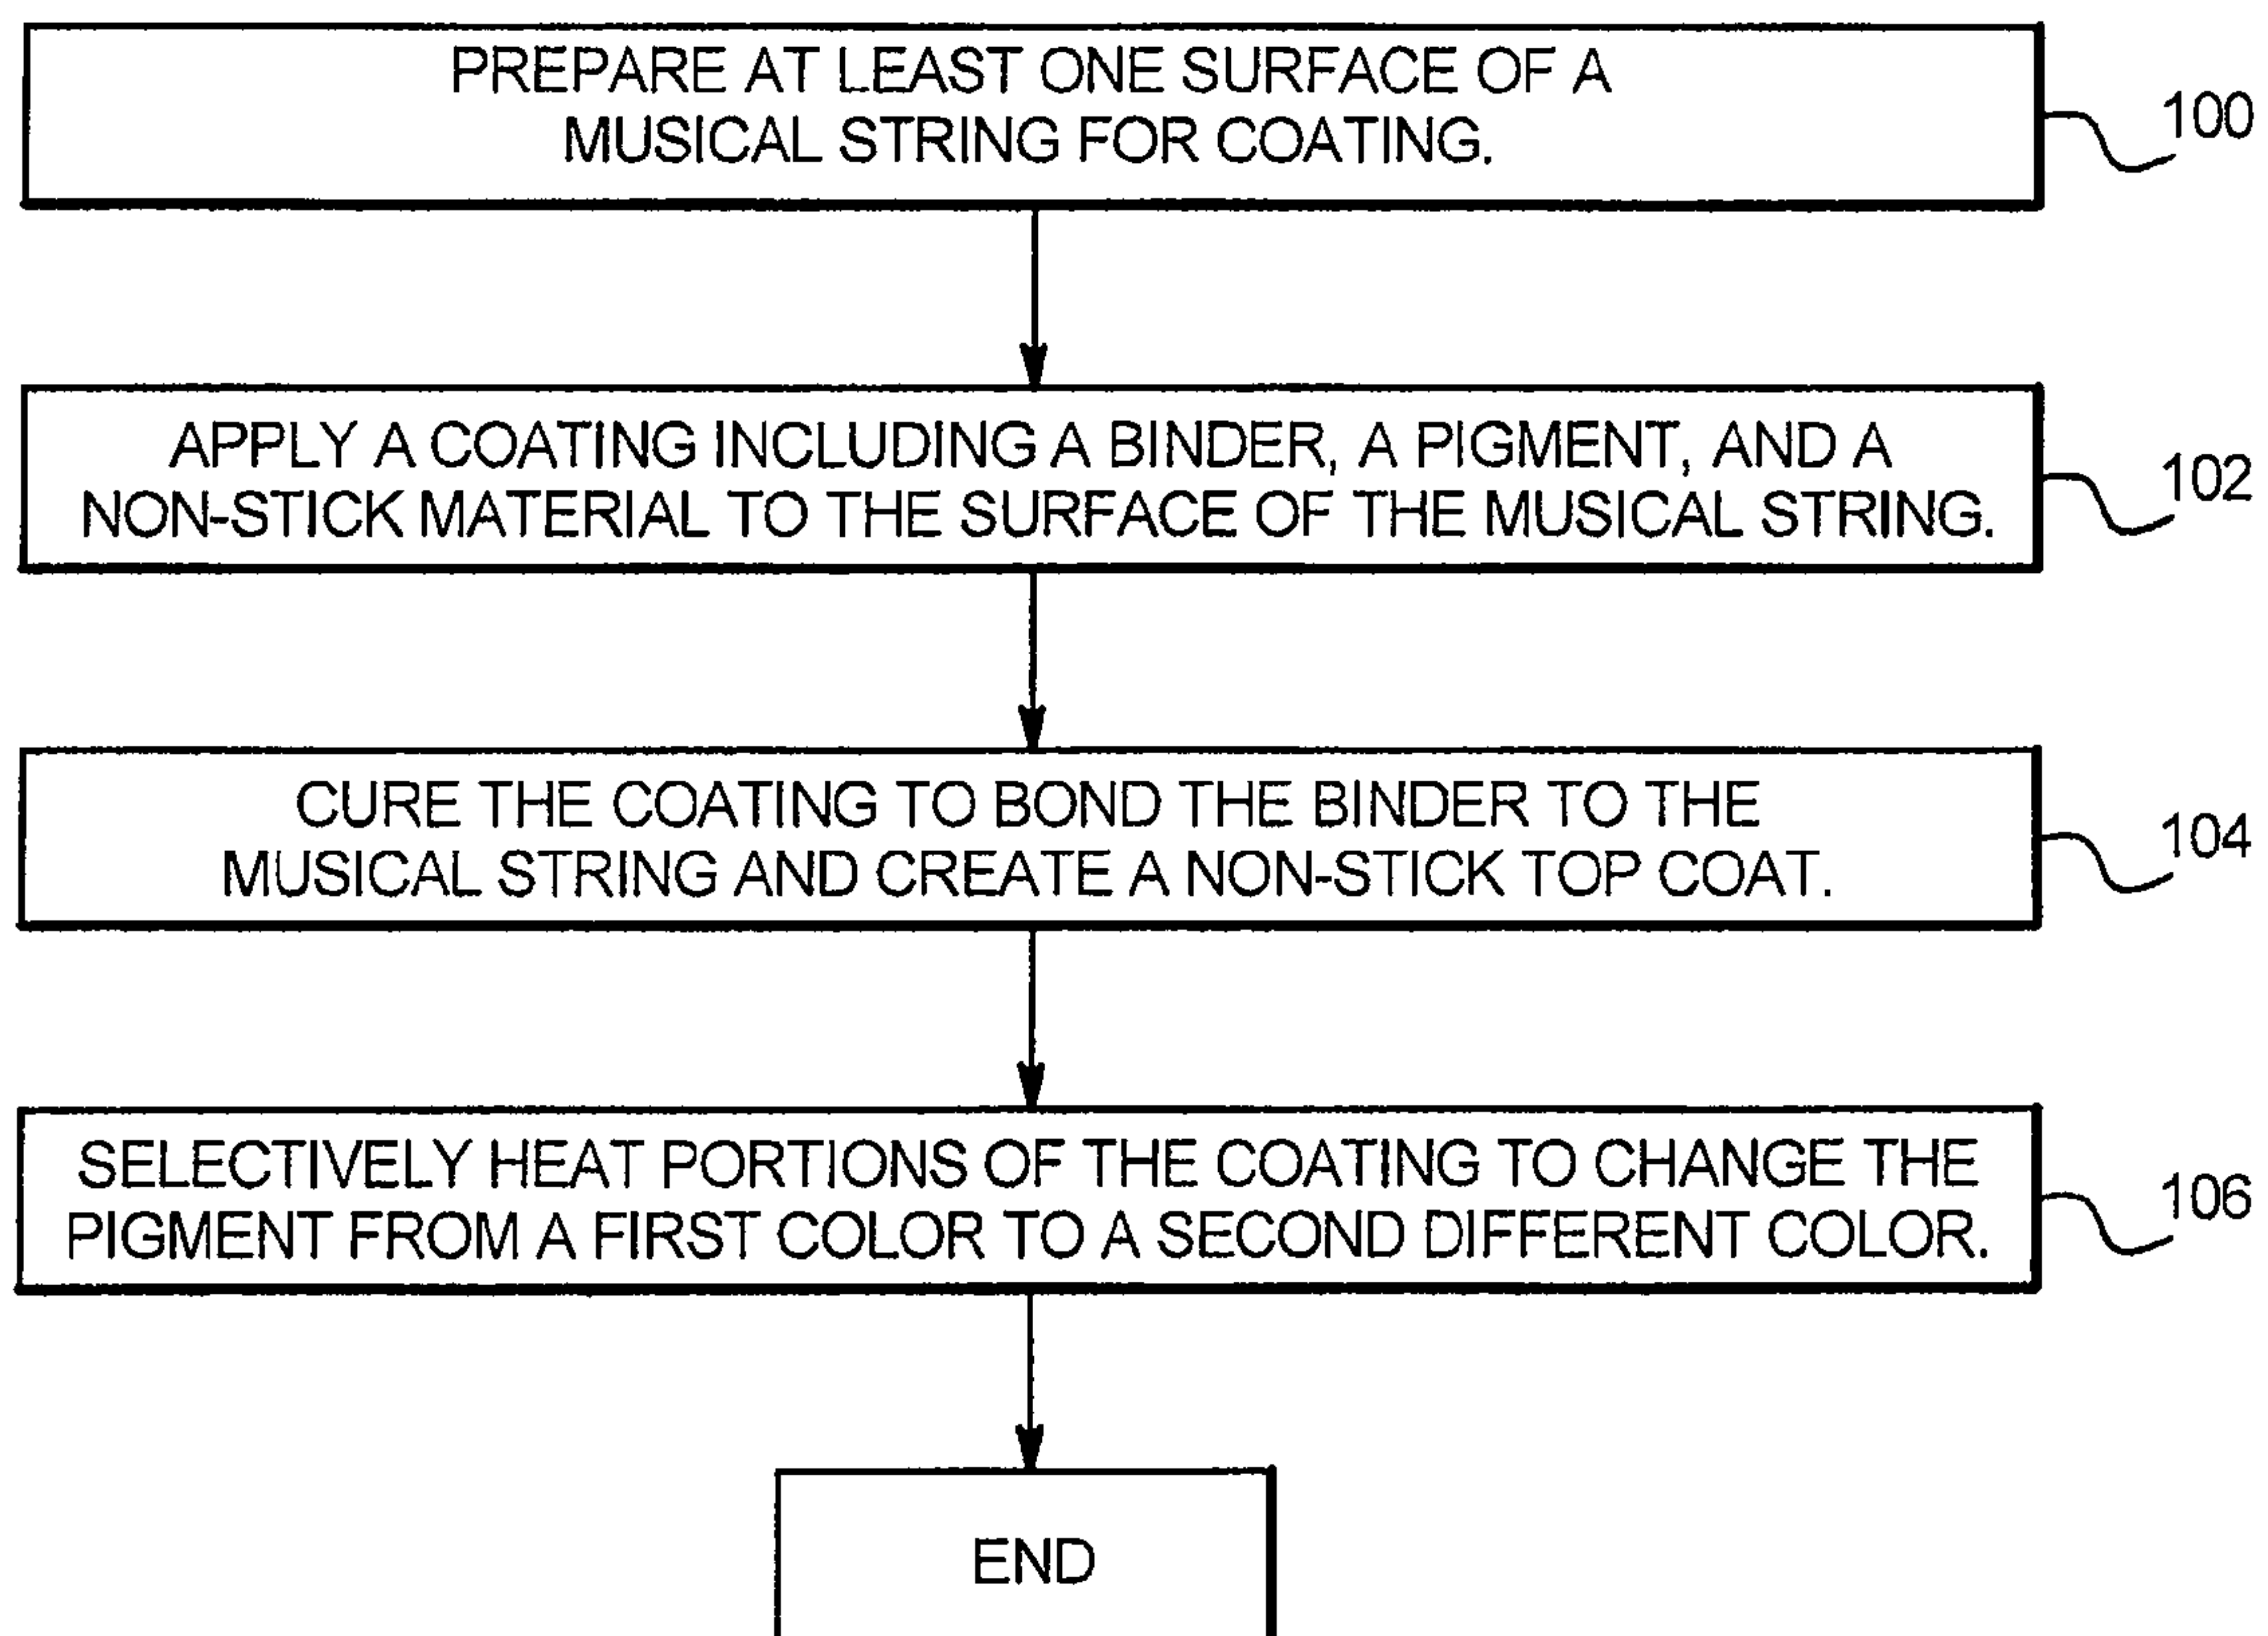 PREPARE AT LEAST ONE SURFACE OF A
MUSICAL STRING FOR COATING.
100
APPLY A COATING INCLUDING A BINDER, A PIGMENT, AND A
NON-STICK MATERIAL TO THE SURFACE OF THE MUSICAL STRING.
102
CURE THE COATING TO BOND THE BINDER TO THE
MUSICAL STRING AND CREATE A NON-STICK TOP COAT.
104
SELECTIVELY HEAT PORTIONS OF THE COATING TO CHANGE THE
PIGMENT FROM A FIRST COLOR TO A SECOND DIFFERENT COLOR.
106
END